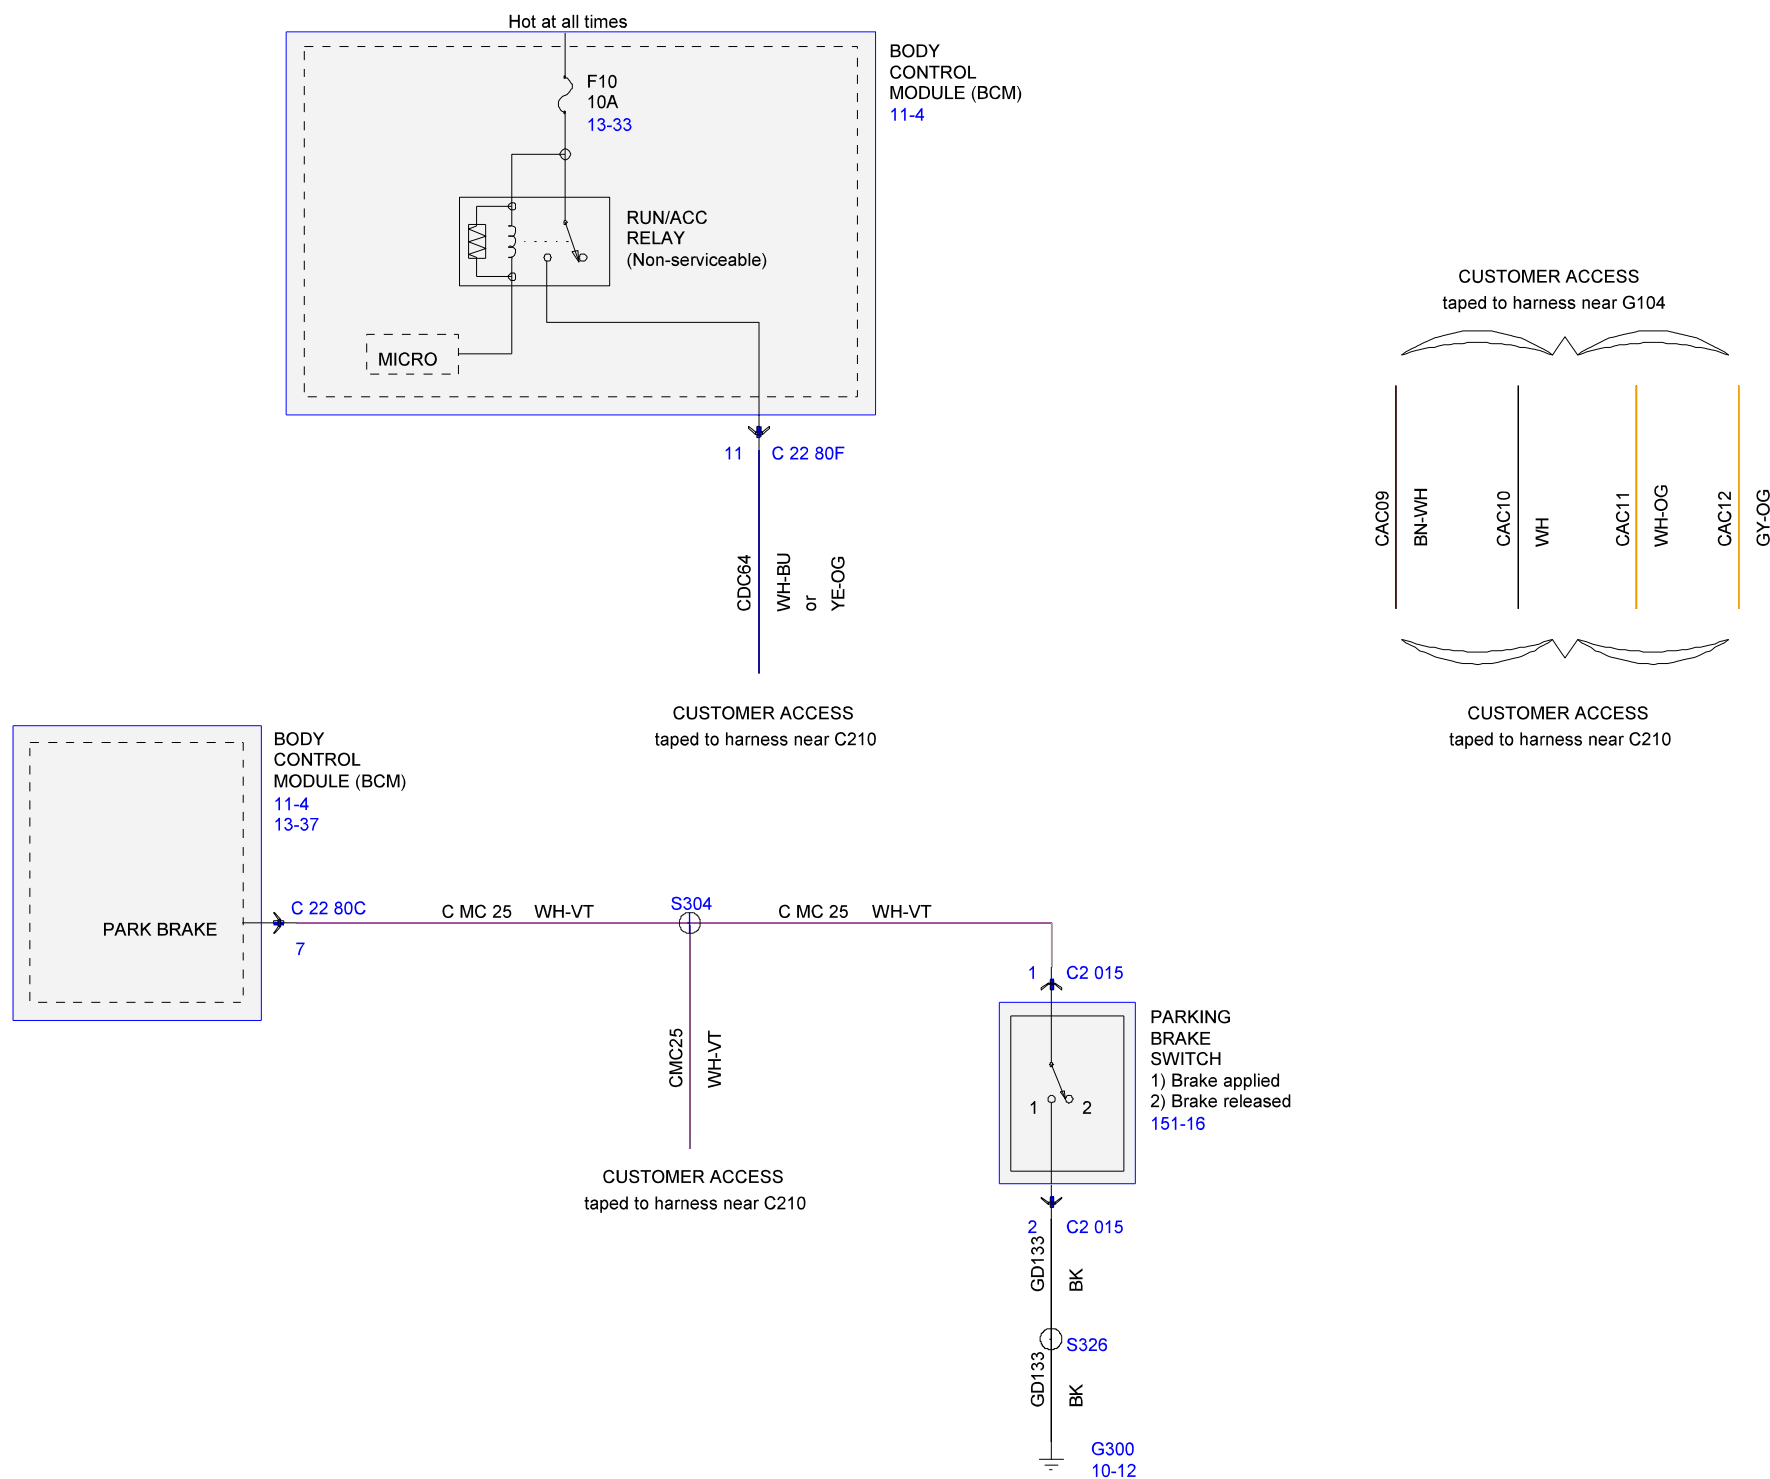 Hot at all times
BODY
CONTROL
MODULE (BCM)
11-4
F10
10A
13-33
RUN/ACC
RELAY
(Non-serviceable)
MICRO
11 C 22 80F
CDC64
WH-BU
or
YE-OG
CUSTOMER ACCESS
taped to harness near C210
CUSTOMER ACCESS
taped to harness near G104
CAC09
BN-WH
CAC10
WH
CAC11
WH-OG
CAC12
GY-OG
CUSTOMER ACCESS
taped to harness near C210
BODY
CONTROL
MODULE (BCM)
11-4
13-37
PARK BRAKE
C 22 80C
7
C MC 25 WH-VT
S304
C MC 25 WH-VT
CMC25
WH-VT
CUSTOMER ACCESS
taped to harness near C210
1 C2 015
PARKING
BRAKE
SWITCH
1) Brake applied
2) Brake released
151-16
1 2
2 C2 015
GD133
BK
S326
GD133
BK
G300
10-12